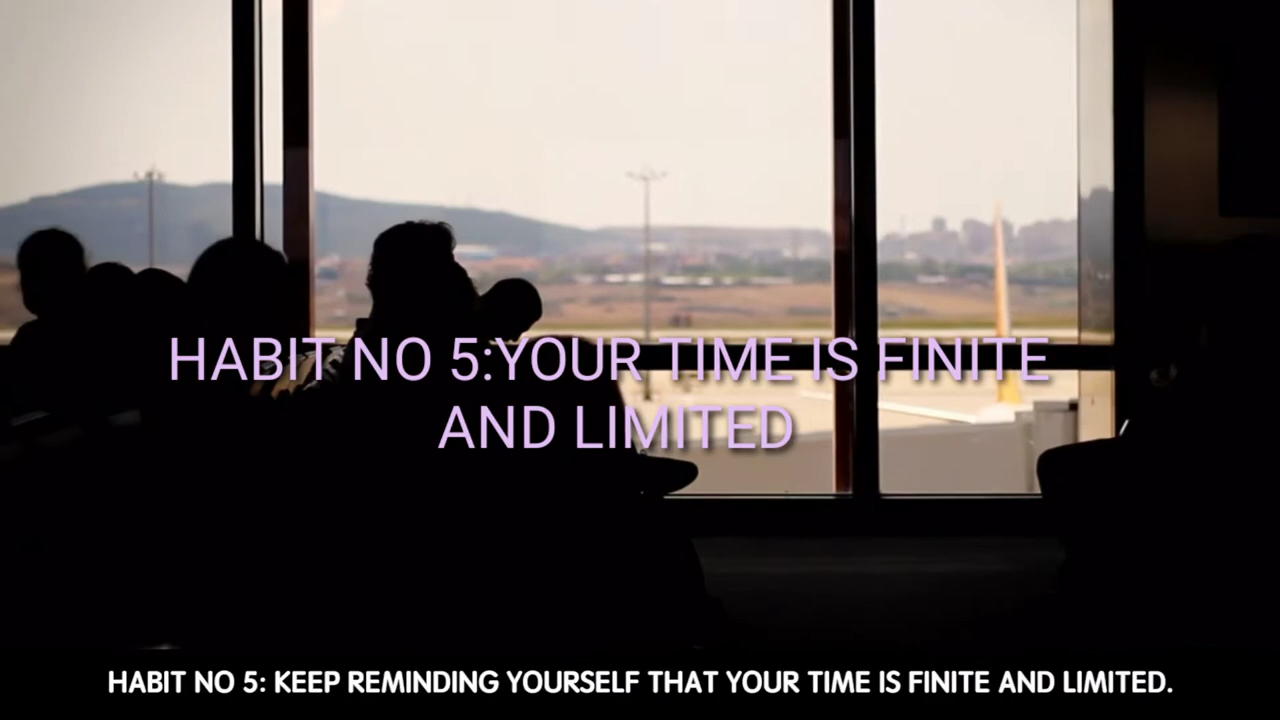 HABIT NO 5:YOUR TIME IS FINITE
AND LIMITED
HABIT NO 5: KEEP REMINDING YOURSELF THAT YOUR TIME IS FINITE AND LIMITED.